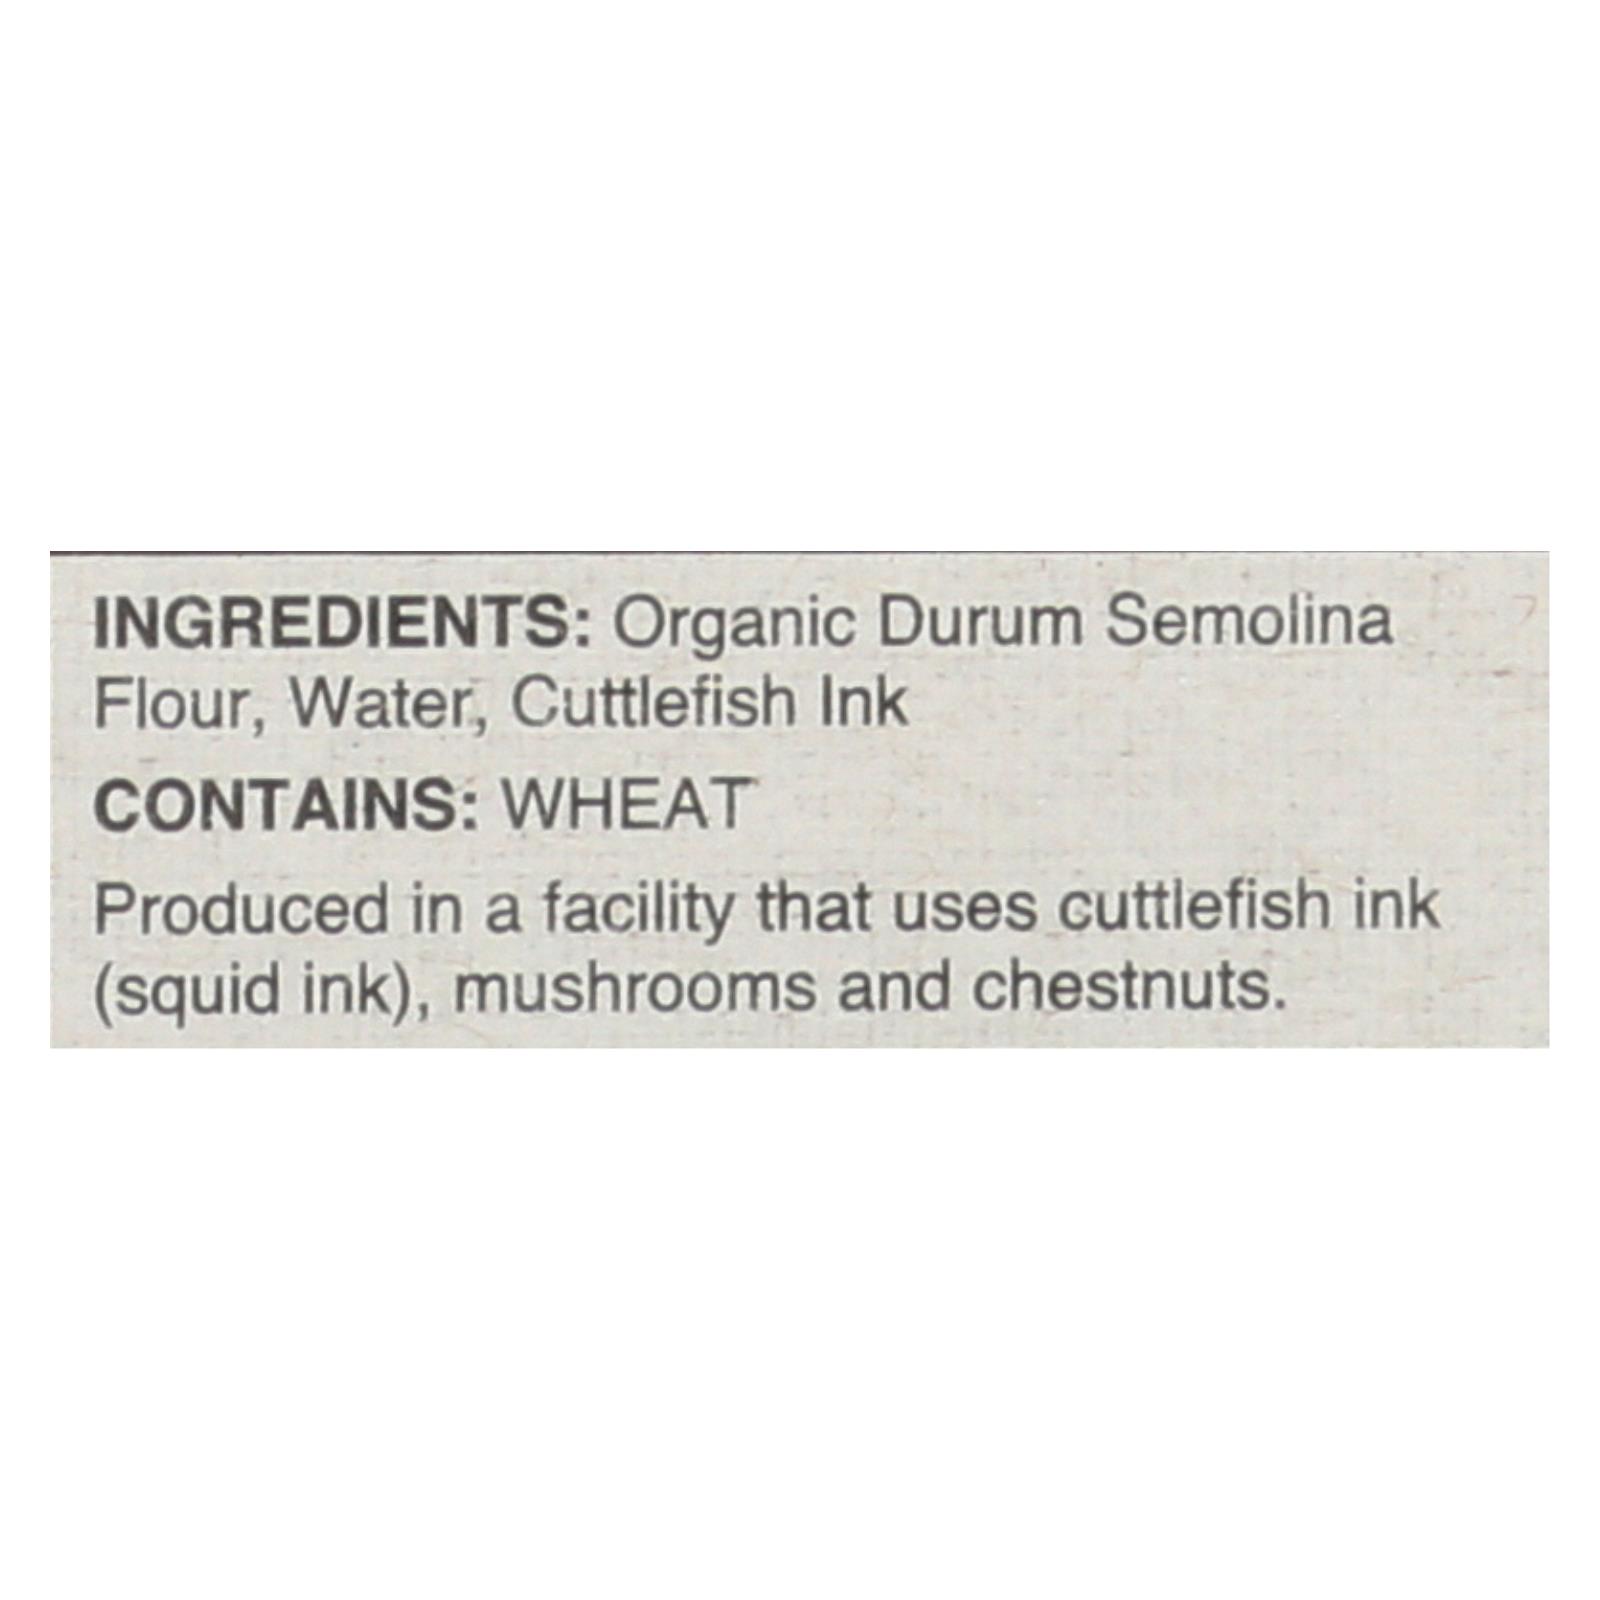 INGREDIENTS: Organic Durum Semolina
Flour, Water, Cuttlefish Ink
CONTAINS: WHEAT
Produced in a facility that uses cuttlefish ink
(squid ink), mushrooms and chestnuts.